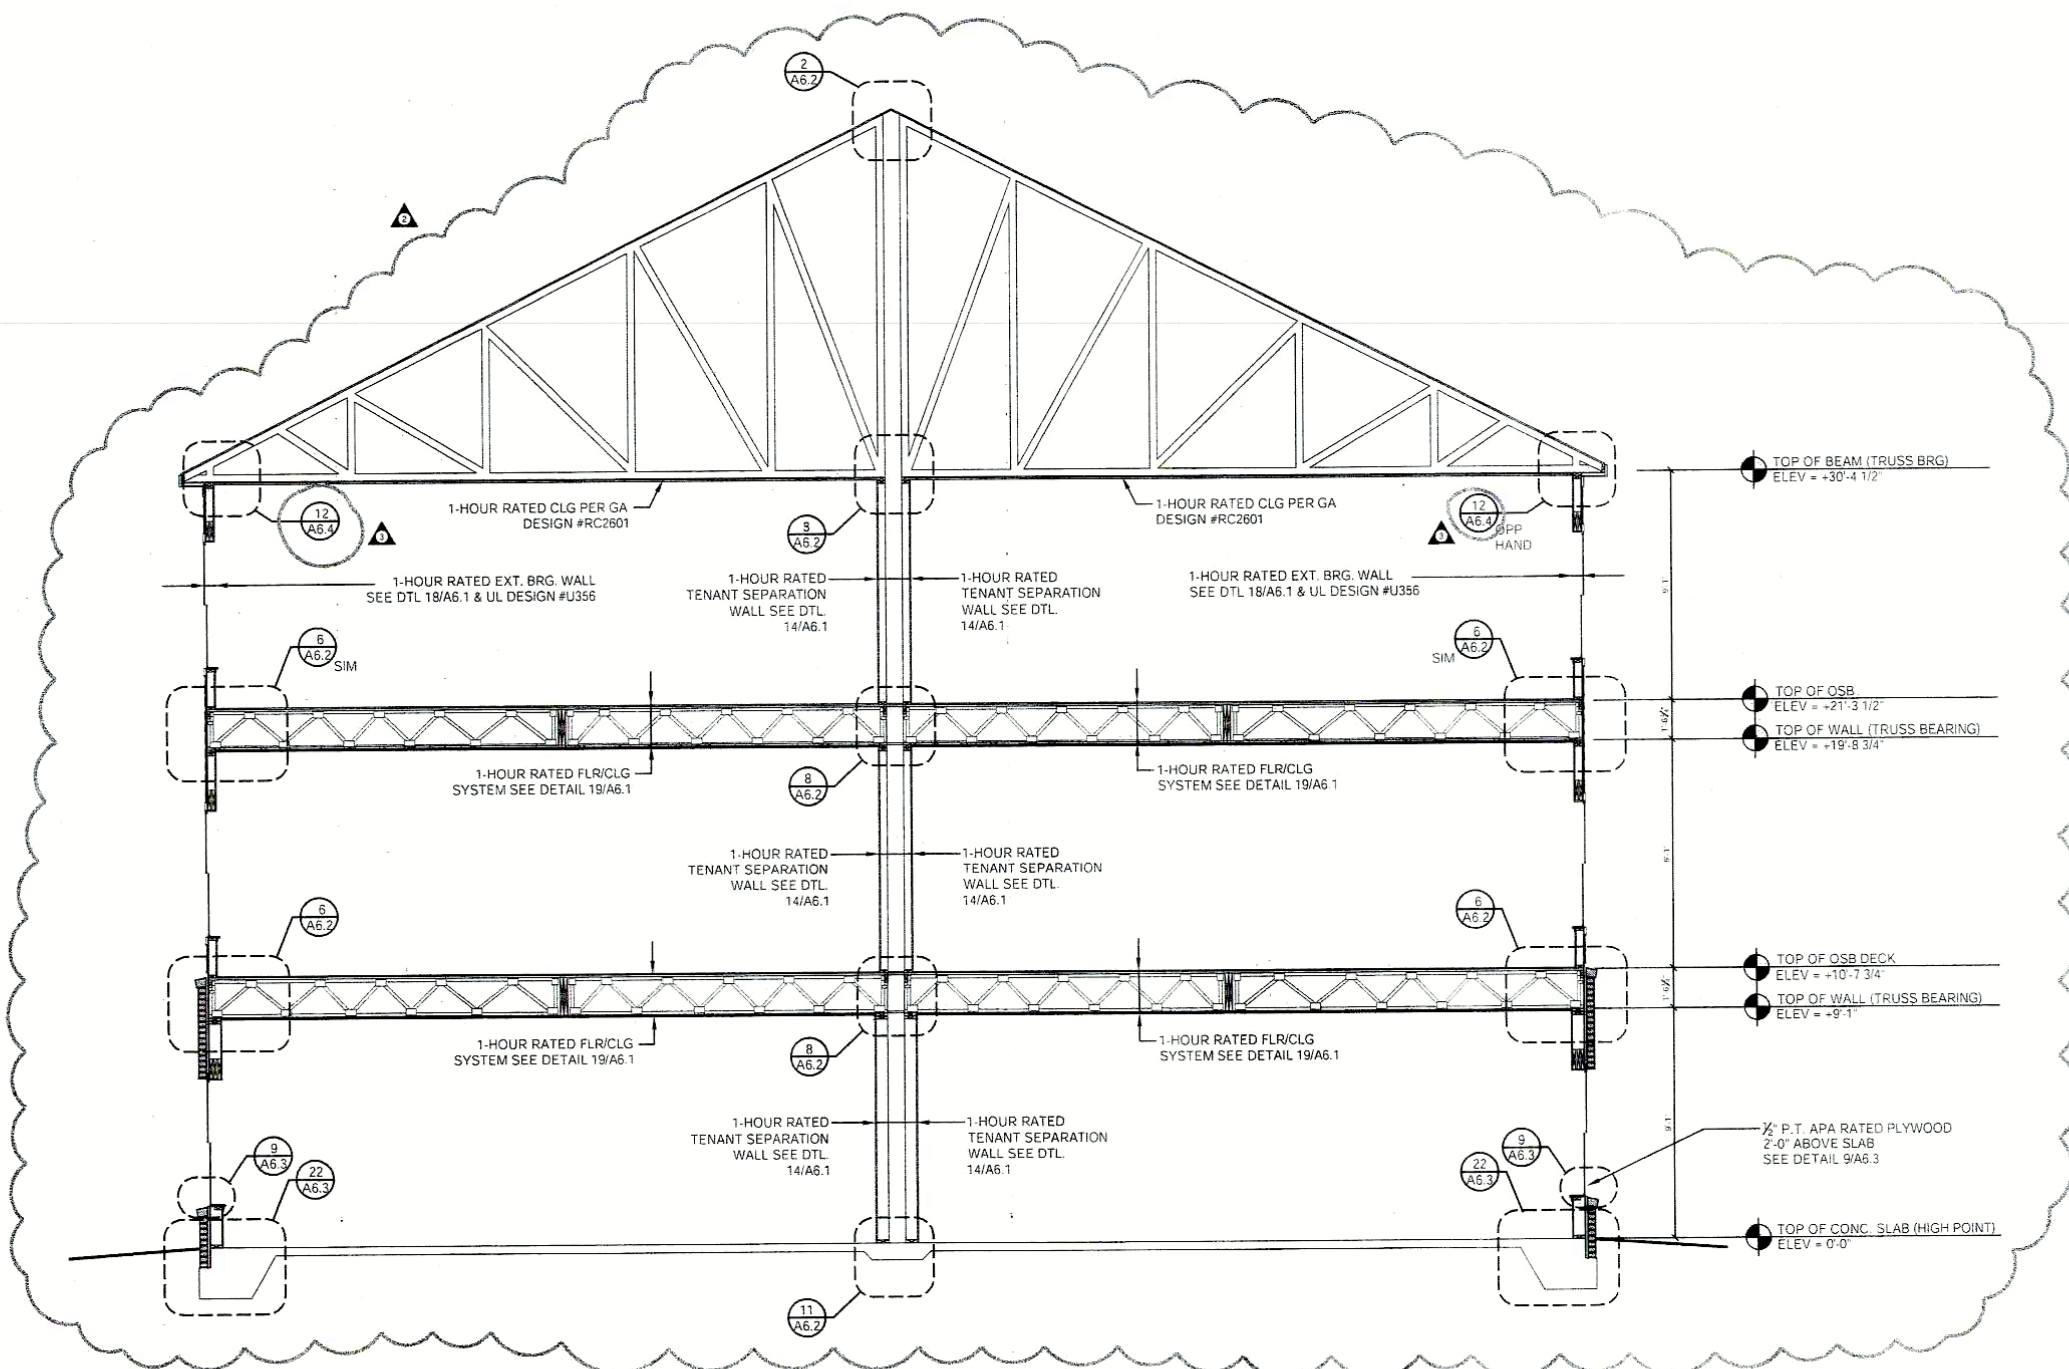 2
A6.2
2
1-HOUR RATED CLG PER GA
DESIGN #RC2601
1-HOUR RATED CLG PER GA
DESIGN #RC2601
12
A6.4
3
3
A6.2
3
12
A6.4
OPP
HAND
TOP OF BEAM (TRUSS BRG)
ELEV = +30'-4 1/2"
1-HOUR RATED EXT. BRG. WALL
SEE DTL 18/A6.1 & UL DESIGN #U356
1-HOUR RATED
TENANT SEPARATION
WALL SEE DTL.
14/A6.1
1-HOUR RATED
TENANT SEPARATION
WALL SEE DTL.
14/A6.1
1-HOUR RATED EXT. BRG. WALL
SEE DTL 18/A6.1 & UL DESIGN #U356
9'-1"
6
A6.2
SIM
6
A6.2
SIM
TOP OF OSB
ELEV = +21'-3 1/2"
TOP OF WALL (TRUSS BEARING)
ELEV = +19'-8 3/4"
1-HOUR RATED FLR/CLG
SYSTEM SEE DETAIL 19/A6.1
8
A6.2
1-HOUR RATED FLR/CLG
SYSTEM SEE DETAIL 19/A6.1
1-HOUR RATED
TENANT SEPARATION
WALL SEE DTL.
14/A6.1
1-HOUR RATED
TENANT SEPARATION
WALL SEE DTL.
14/A6.1
9'-1"
6
A6.2
6
A6.2
TOP OF OSB DECK
ELEV = +10'-7 3/4"
TOP OF WALL (TRUSS BEARING)
ELEV = +9'-1"
1-HOUR RATED FLR/CLG
SYSTEM SEE DETAIL 19/A6.1
8
A6.2
1-HOUR RATED FLR/CLG
SYSTEM SEE DETAIL 19/A6.1
1-HOUR RATED
TENANT SEPARATION
WALL SEE DTL.
14/A6.1
1-HOUR RATED
TENANT SEPARATION
WALL SEE DTL.
14/A6.1
9'-1"
½" P.T. APA RATED PLYWOOD
2'-0" ABOVE SLAB
SEE DETAIL 9/A6.3
9
A6.3
22
A6.3
9
A6.3
22
A6.3
TOP OF CONC. SLAB (HIGH POINT)
ELEV = 0'-0"
11
A6.2